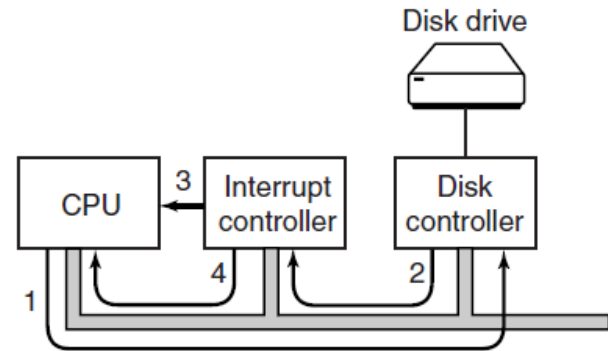 Disk drive
CPU
3
Interrupt
controller
Disk
controller
1
4
2